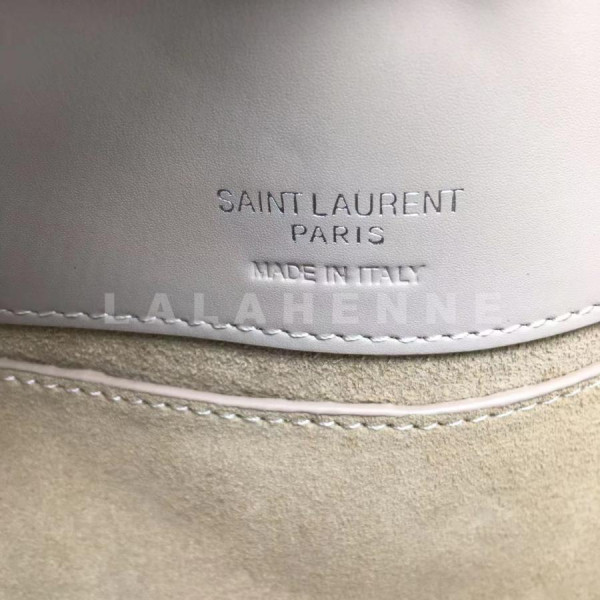 SAINT LAURENT
PARIS
MADE IN ITALY
LALAHENNE